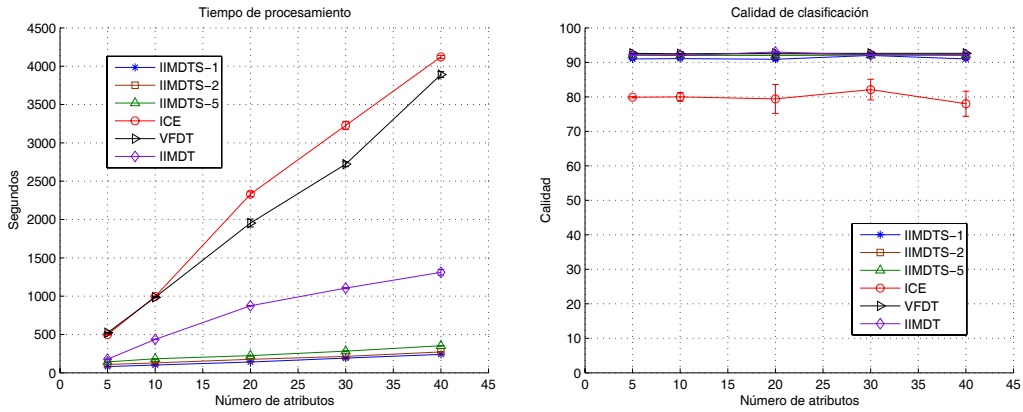 Tiempo de procesamiento
4500
4000
3500
3000
2500
2000
1500
1000
500
0
Segundos
IIMDTS-1
IIMDTS-2
IIMDTS-5
ICE
VFDT
IIMDT
0 5 10 15 20 25 30 35 40 45
Número de atributos
Calidad de clasificación
100
90
80
70
60
50
40
30
20
10
0
Calidad
IIMDTS-1
IIMDTS-2
IIMDTS-5
ICE
VFDT
IIMDT
0 5 10 15 20 25 30 35 40 45
Número de atributos